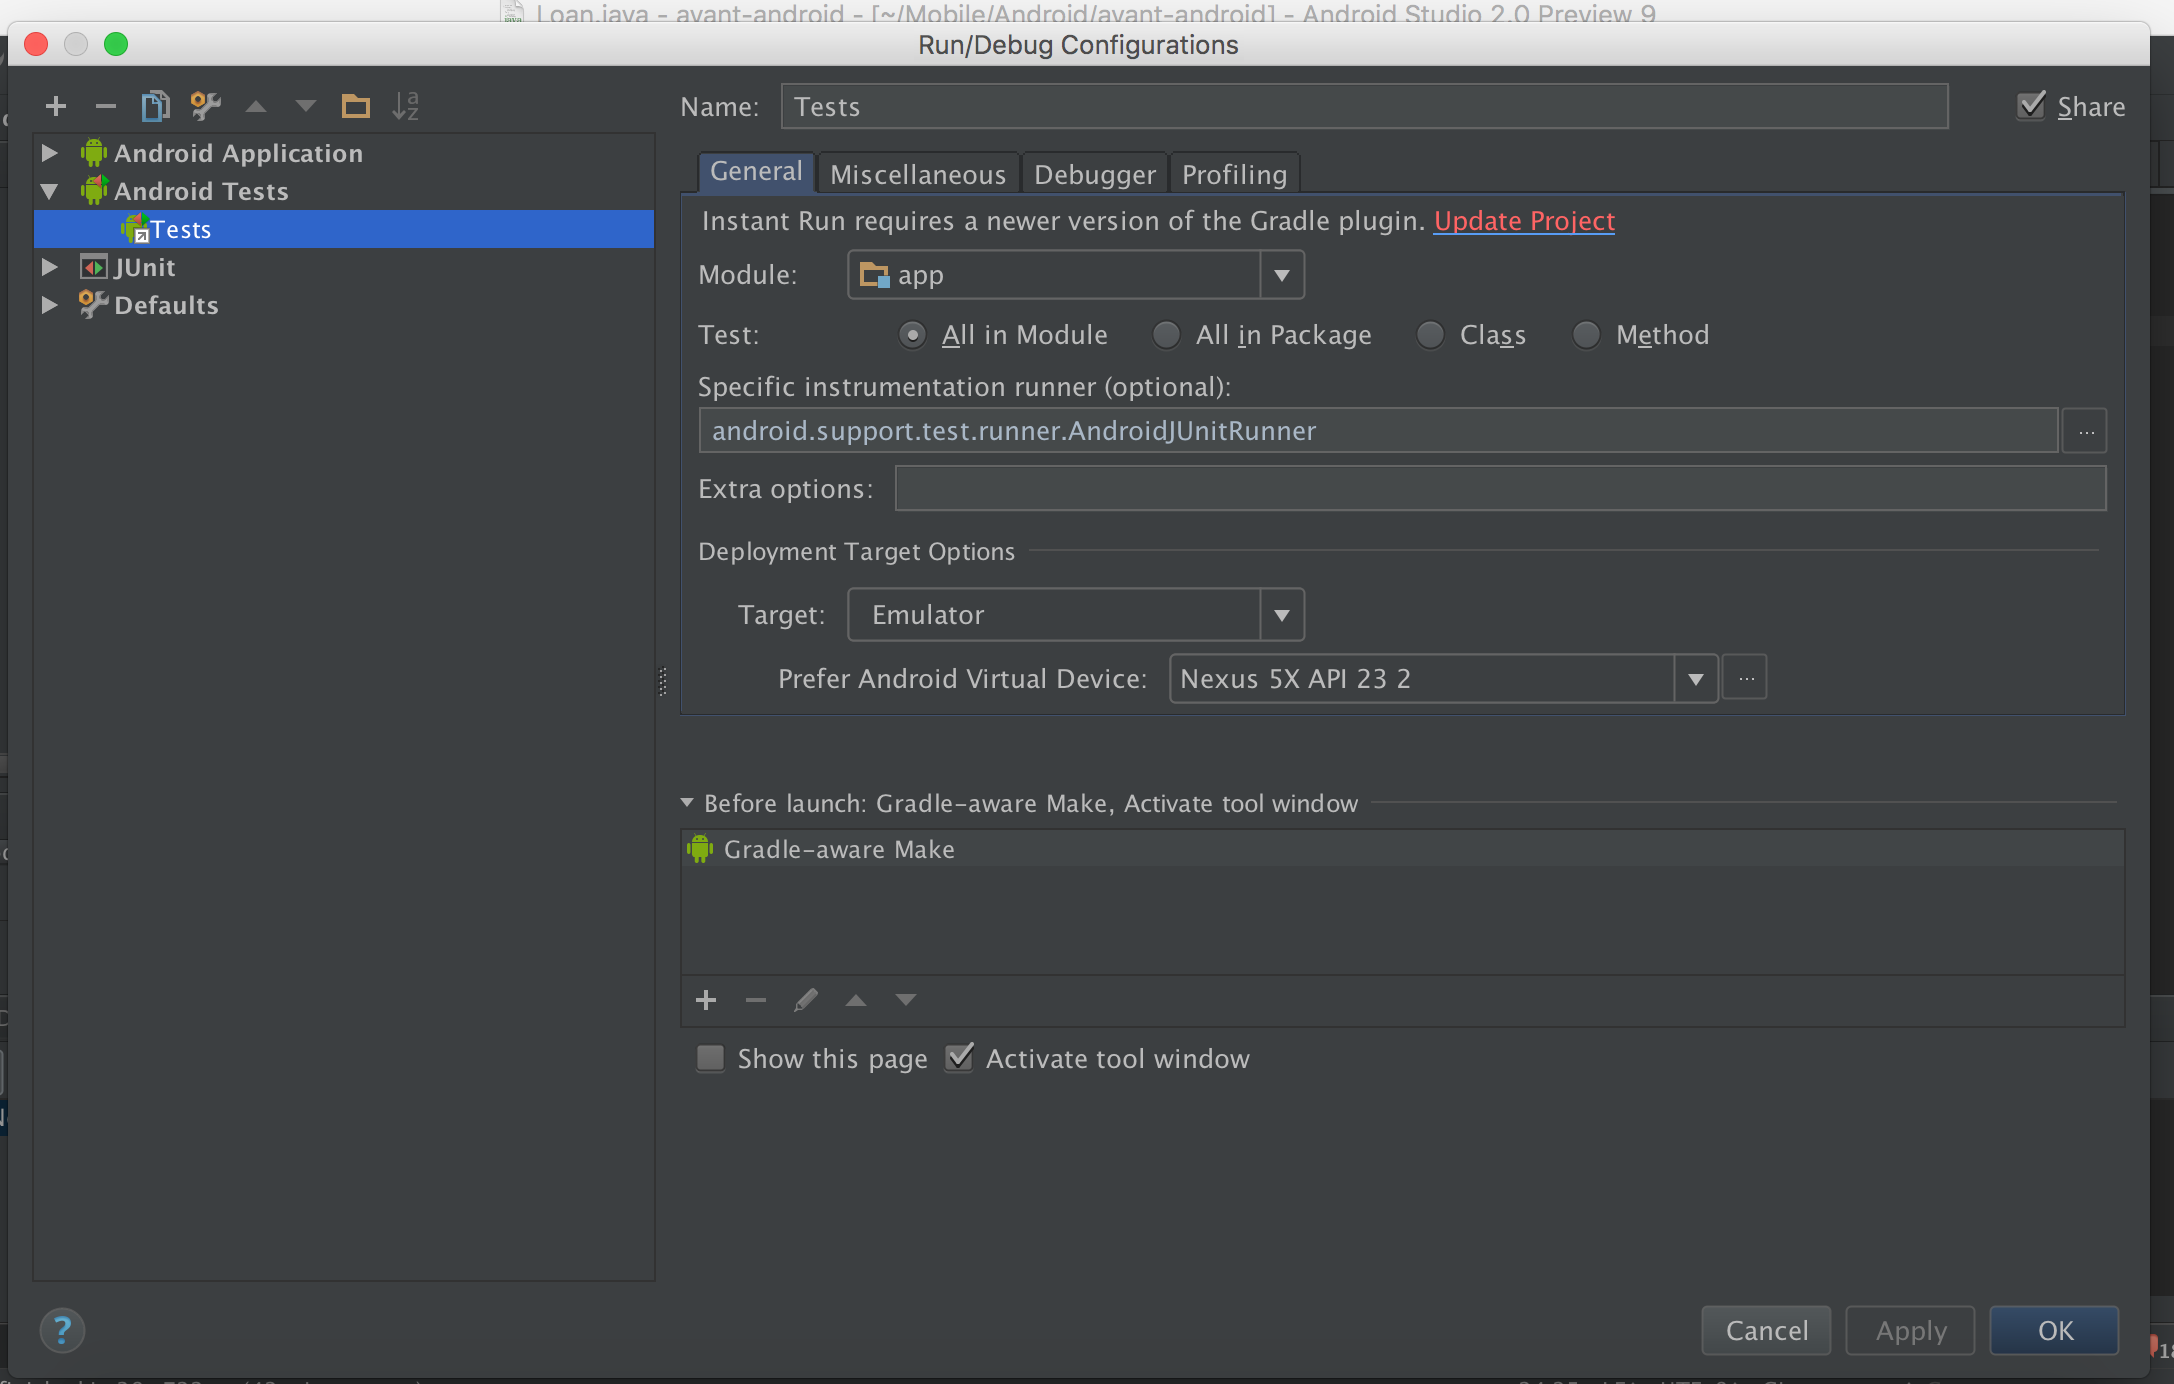 Loan.java - avant-android - [~/Mobile/Android/avant-android] - Android Studio 2.0 Preview 9
Run/Debug Configurations
Name: Tests Share
Android Application
Android Tests
Tests
JUnit
Defaults
General Miscellaneous Debugger Profiling
Instant Run requires a newer version of the Gradle plugin. Update Project
Module: app
Test: All in Module All in Package Class Method
Specific instrumentation runner (optional):
android.support.test.runner.AndroidJUnitRunner ...
Extra options:
Deployment Target Options
Target: Emulator
Prefer Android Virtual Device: Nexus 5X API 23 2 ...
Before launch: Gradle-aware Make, Activate tool window
Gradle-aware Make
Show this page Activate tool window
? Cancel Apply OK